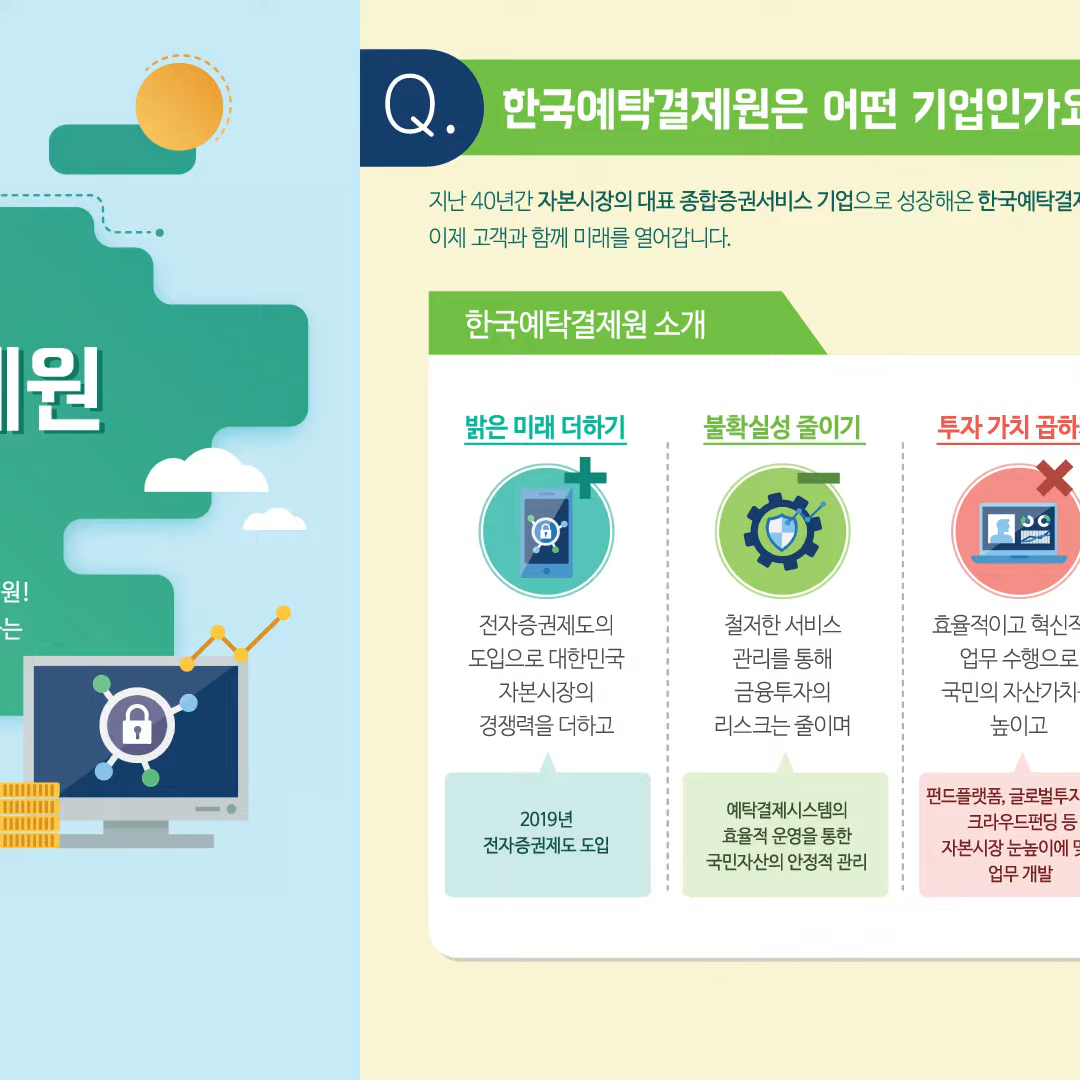 제원
원!
는
Q.
한국예탁결제원은 어떤 기업인가요
지난 40년간 자본시장의 대표 종합증권서비스 기업으로 성장해온 한국예탁결제
이제 고객과 함께 미래를 열어갑니다.
한국예탁결제원 소개
밝은 미래 더하기
전자증권제도의
도입으로 대한민국
자본시장의
경쟁력을 더하고
2019년
전자증권제도 도입
불확실성 줄이기
철저한 서비스
관리를 통해
금융투자의
리스크는 줄이며
예탁결제시스템의
효율적 운영을 통한
국민자산의 안정적 관리
투자 가치 곱하
효율적이고 혁신적
업무 수행으로
국민의 자산가치
높이고
펀드플랫폼, 글로벌투자
크라우드펀딩 등
자본시장 눈높이에 맞
업무 개발